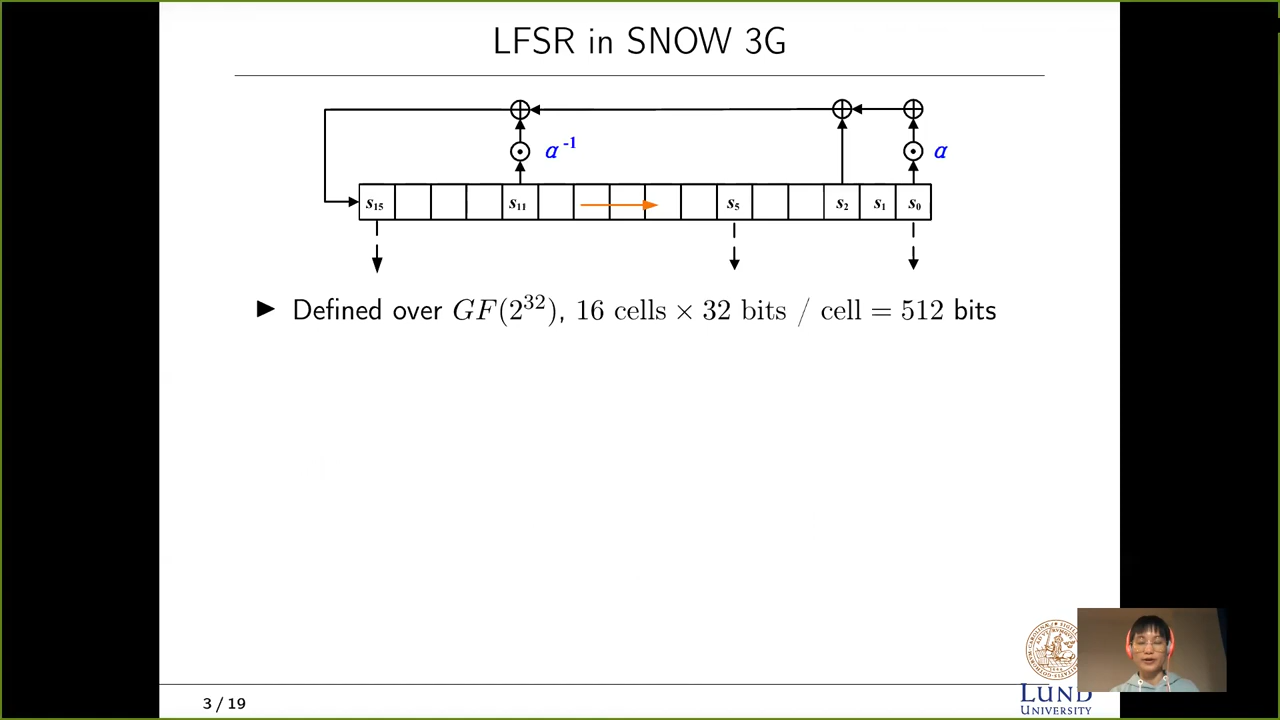 LFSR in SNOW 3G
α⁻¹
α
s₁₅ s₁₁ s₅ s₂ s₁ s₀
► Defined over GF(2³²), 16 cells × 32 bits / cell = 512 bits
3 / 19
LUND
UNIVERSITY